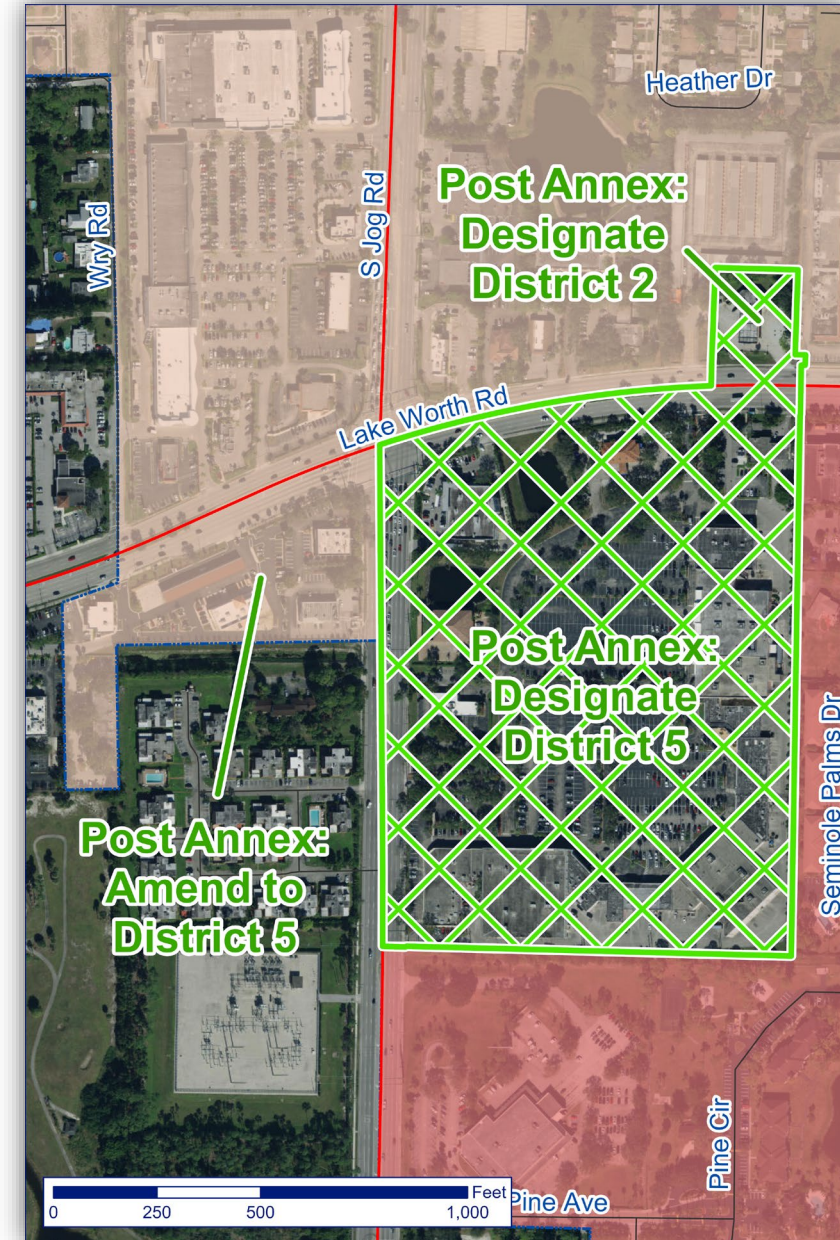 Heather Dr
Post Annex:
Designate
District 2
Wry Rd
S Jog Rd
Lake Worth Rd
Post Annex:
Designate
District 5
Seminole Palms Dr
Post Annex:
Amend to
District 5
Pine Cir
Pine Ave
Feet
0 250 500 1,000